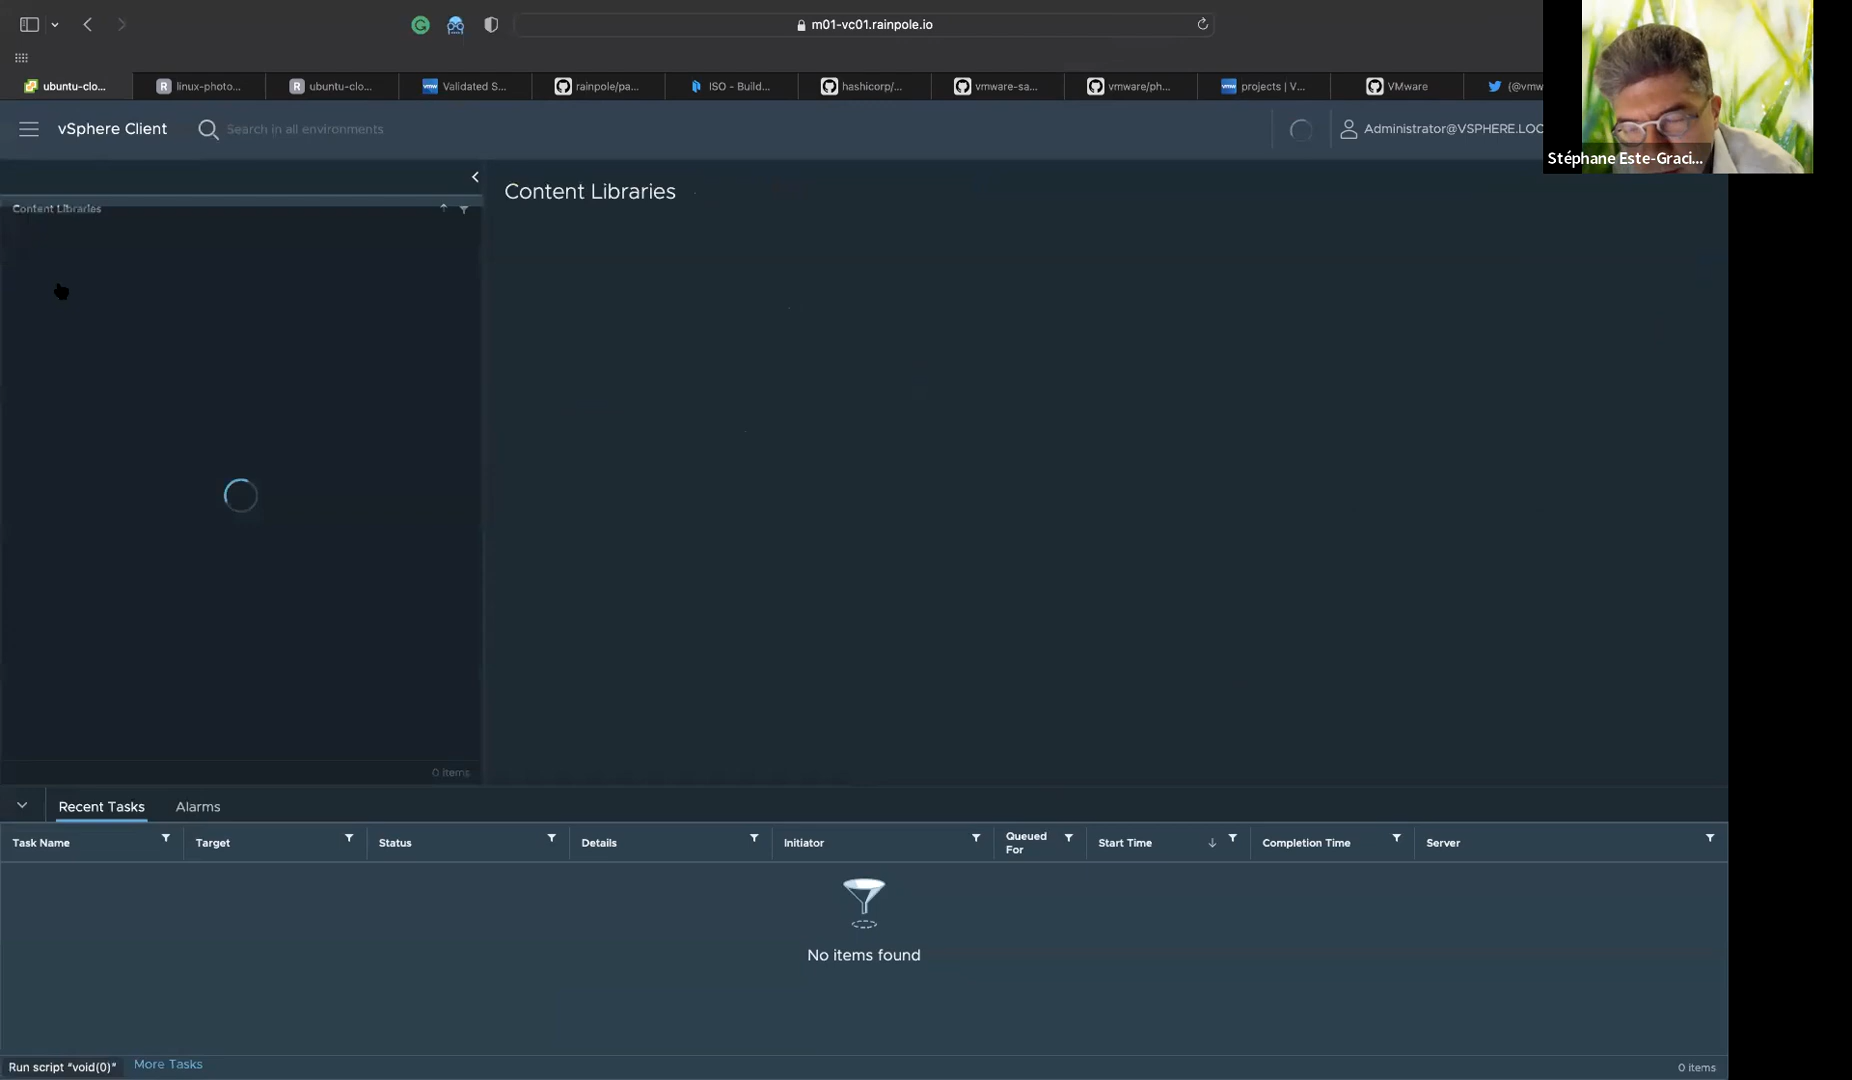 m01-vc01.rainpole.io
ubuntu-clo...
linux-photo...
ubuntu-clo...
Validated S...
rainpole/pa...
ISO - Build...
hashicorp/...
vmware-sa...
vmware/ph...
projects | V...
VMware
(@vmw
vSphere Client
Search in all environments
Administrator@VSPHERE.LOC
Stéphane Este-Graci...
Content Libraries
Content Libraries
0 items
Recent Tasks
Alarms
Task Name
Target
Status
Details
Initiator
Queued
For
Start Time
Completion Time
Server
No items found
Run script "void(0)"
More Tasks
0 items